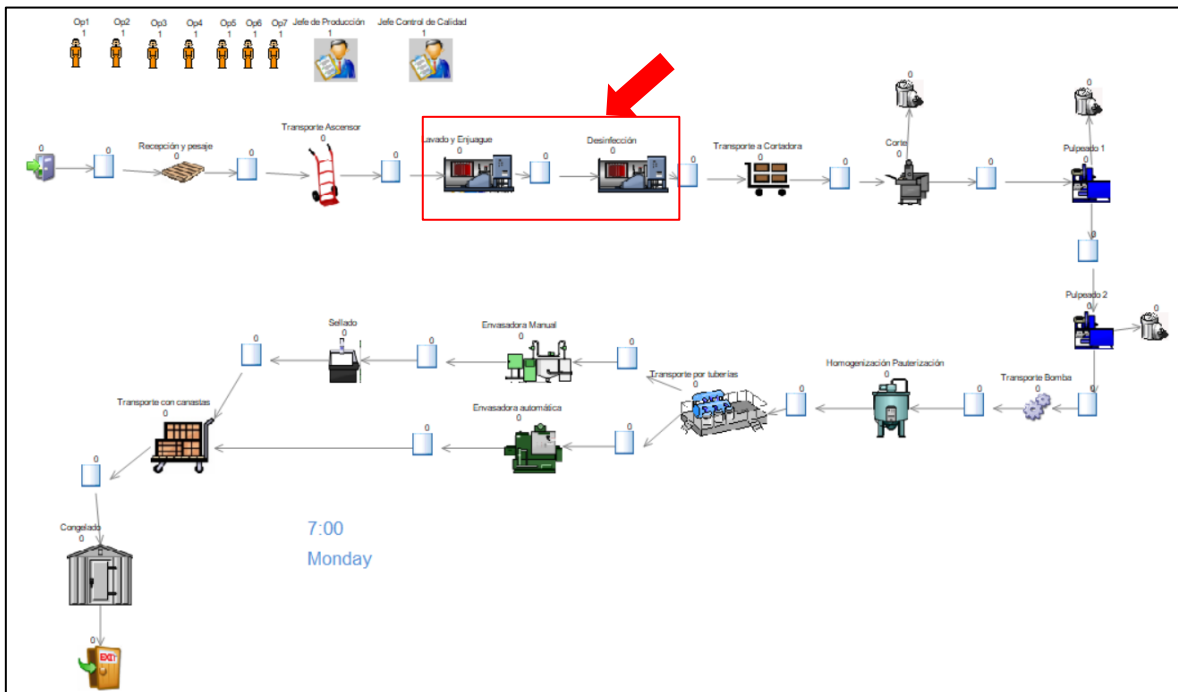 Op1 Op2 Op3 Op4 Op5 Op6 Op7 Jefe de Producción Jefe Control de Calidad
1 1 1 1 1 1 1 1 1
0 0
Transporte Ascensor
0
Lavado y Enjuague
0
Desinfección
0
Recepción y pesaje
0
Transporte a Cortadora
0
Corte
0
Pulpeado 1
0
0 0 0 0 0 0 0 0
0
Pulpeado 2
0
0
Sellado
0
Envasadora Manual
0
0 0 0
Homogenización Pauterización
0
Transporte por tuberías
0
Transporte Bomba
0
0 0 0
Transporte con canastas
0
Envasadora automática
0
0 0
0
7:00
Monday
Congelado
0
0
EXIT